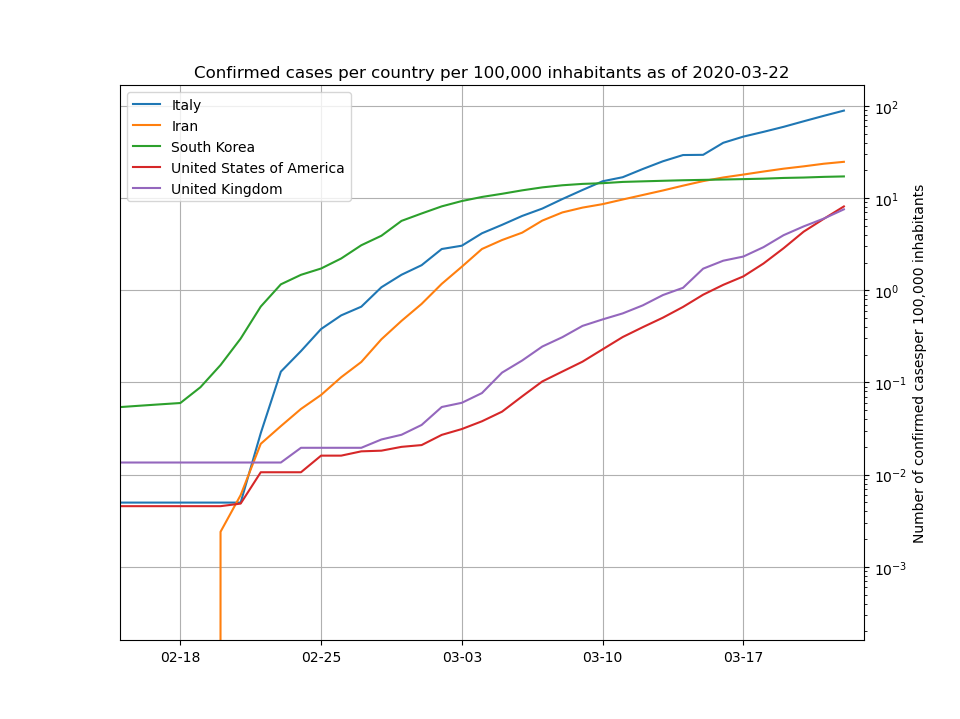 Confirmed cases per country per 100,000 inhabitants as of 2020-03-22
Italy
Iran
South Korea
United States of America
United Kingdom
10²
10¹
10⁰
10⁻¹
10⁻²
10⁻³
Number of confirmed casesper 100,000 inhabitants
02-18
02-25
03-03
03-10
03-17